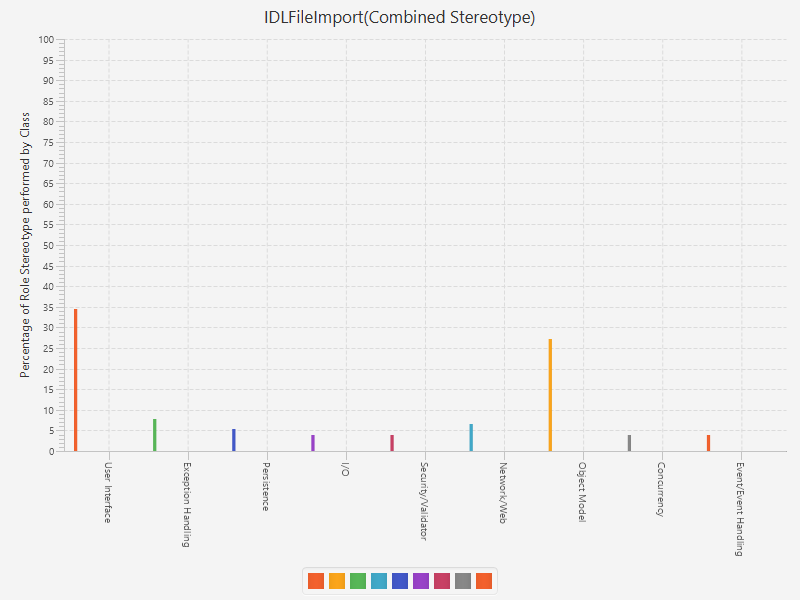 IDLFileImport(Combined Stereotype)
Percentage of Role Stereotype performed by Class
100
95
90
85
80
75
70
65
60
55
50
45
40
35
30
25
20
15
10
5
0
User Interface
Exception Handling
Persistence
I/O
Security/Validator
Network/Web
Object Model
Concurrency
Event/Event Handling